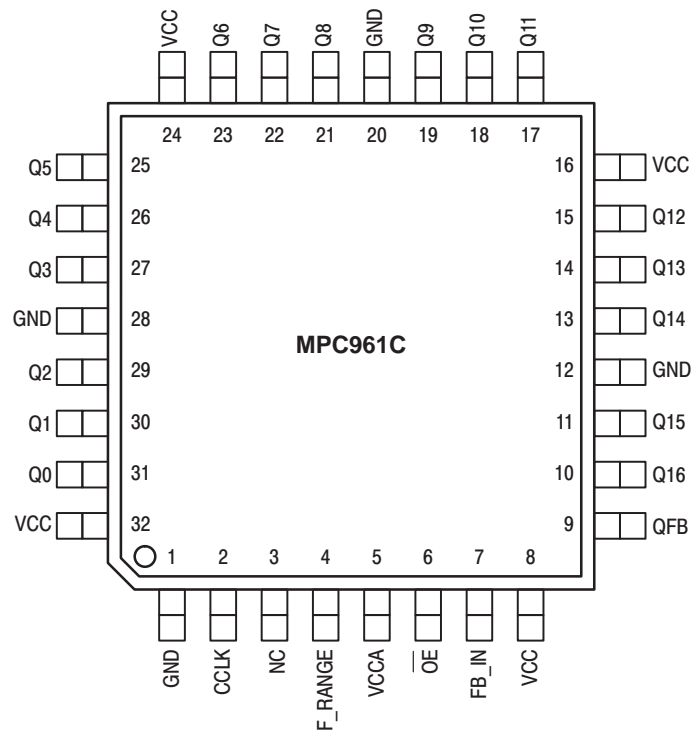 VCC Q6 Q7 Q8 GND Q9 Q10 Q11
24 23 22 21 20 19 18 17
Q5 25 16 VCC
Q4 26 15 Q12
Q3 27 14 Q13
GND 28 13 Q14
MPC961C
Q2 29 12 GND
Q1 30 11 Q15
Q0 31 10 Q16
VCC 32 9 QFB
1 2 3 4 5 6 7 8
GND CCLK NC F_RANGE VCCA O̅E̅ FB_IN VCC